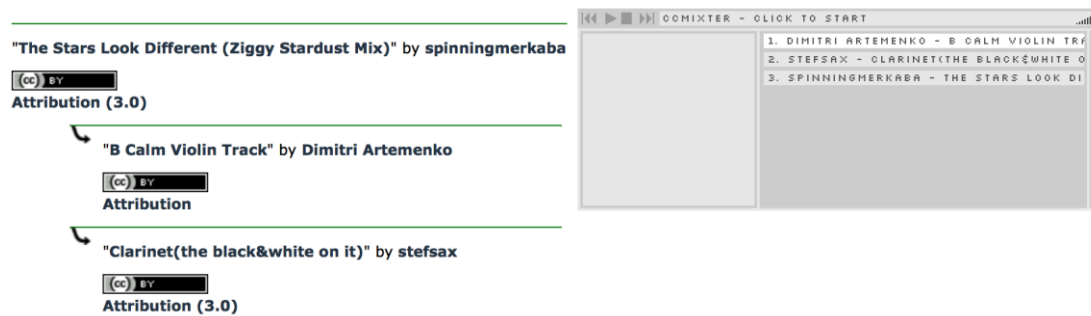 "The Stars Look Different (Ziggy Stardust Mix)" by spinningmerkaba
(cc) BY
Attribution (3.0)
"B Calm Violin Track" by Dimitri Artemenko
(cc) BY
Attribution
"Clarinet(the black&white on it)" by stefsax
(cc) BY
Attribution (3.0)
CCMIXTER - CLICK TO START
1. DIMITRI ARTEMENKO - B CALM VIOLIN TRA
2. STEFSAX - CLARINET(THE BLACK$WHITE O
3. SPINNINGMERKABA - THE STARS LOOK DI